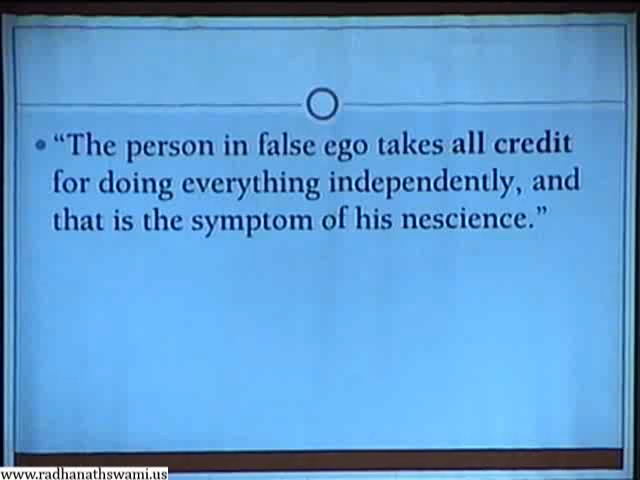 • “The person in false ego takes all credit
for doing everything independently, and
that is the symptom of his nescience.”
www.radhanathswami.us